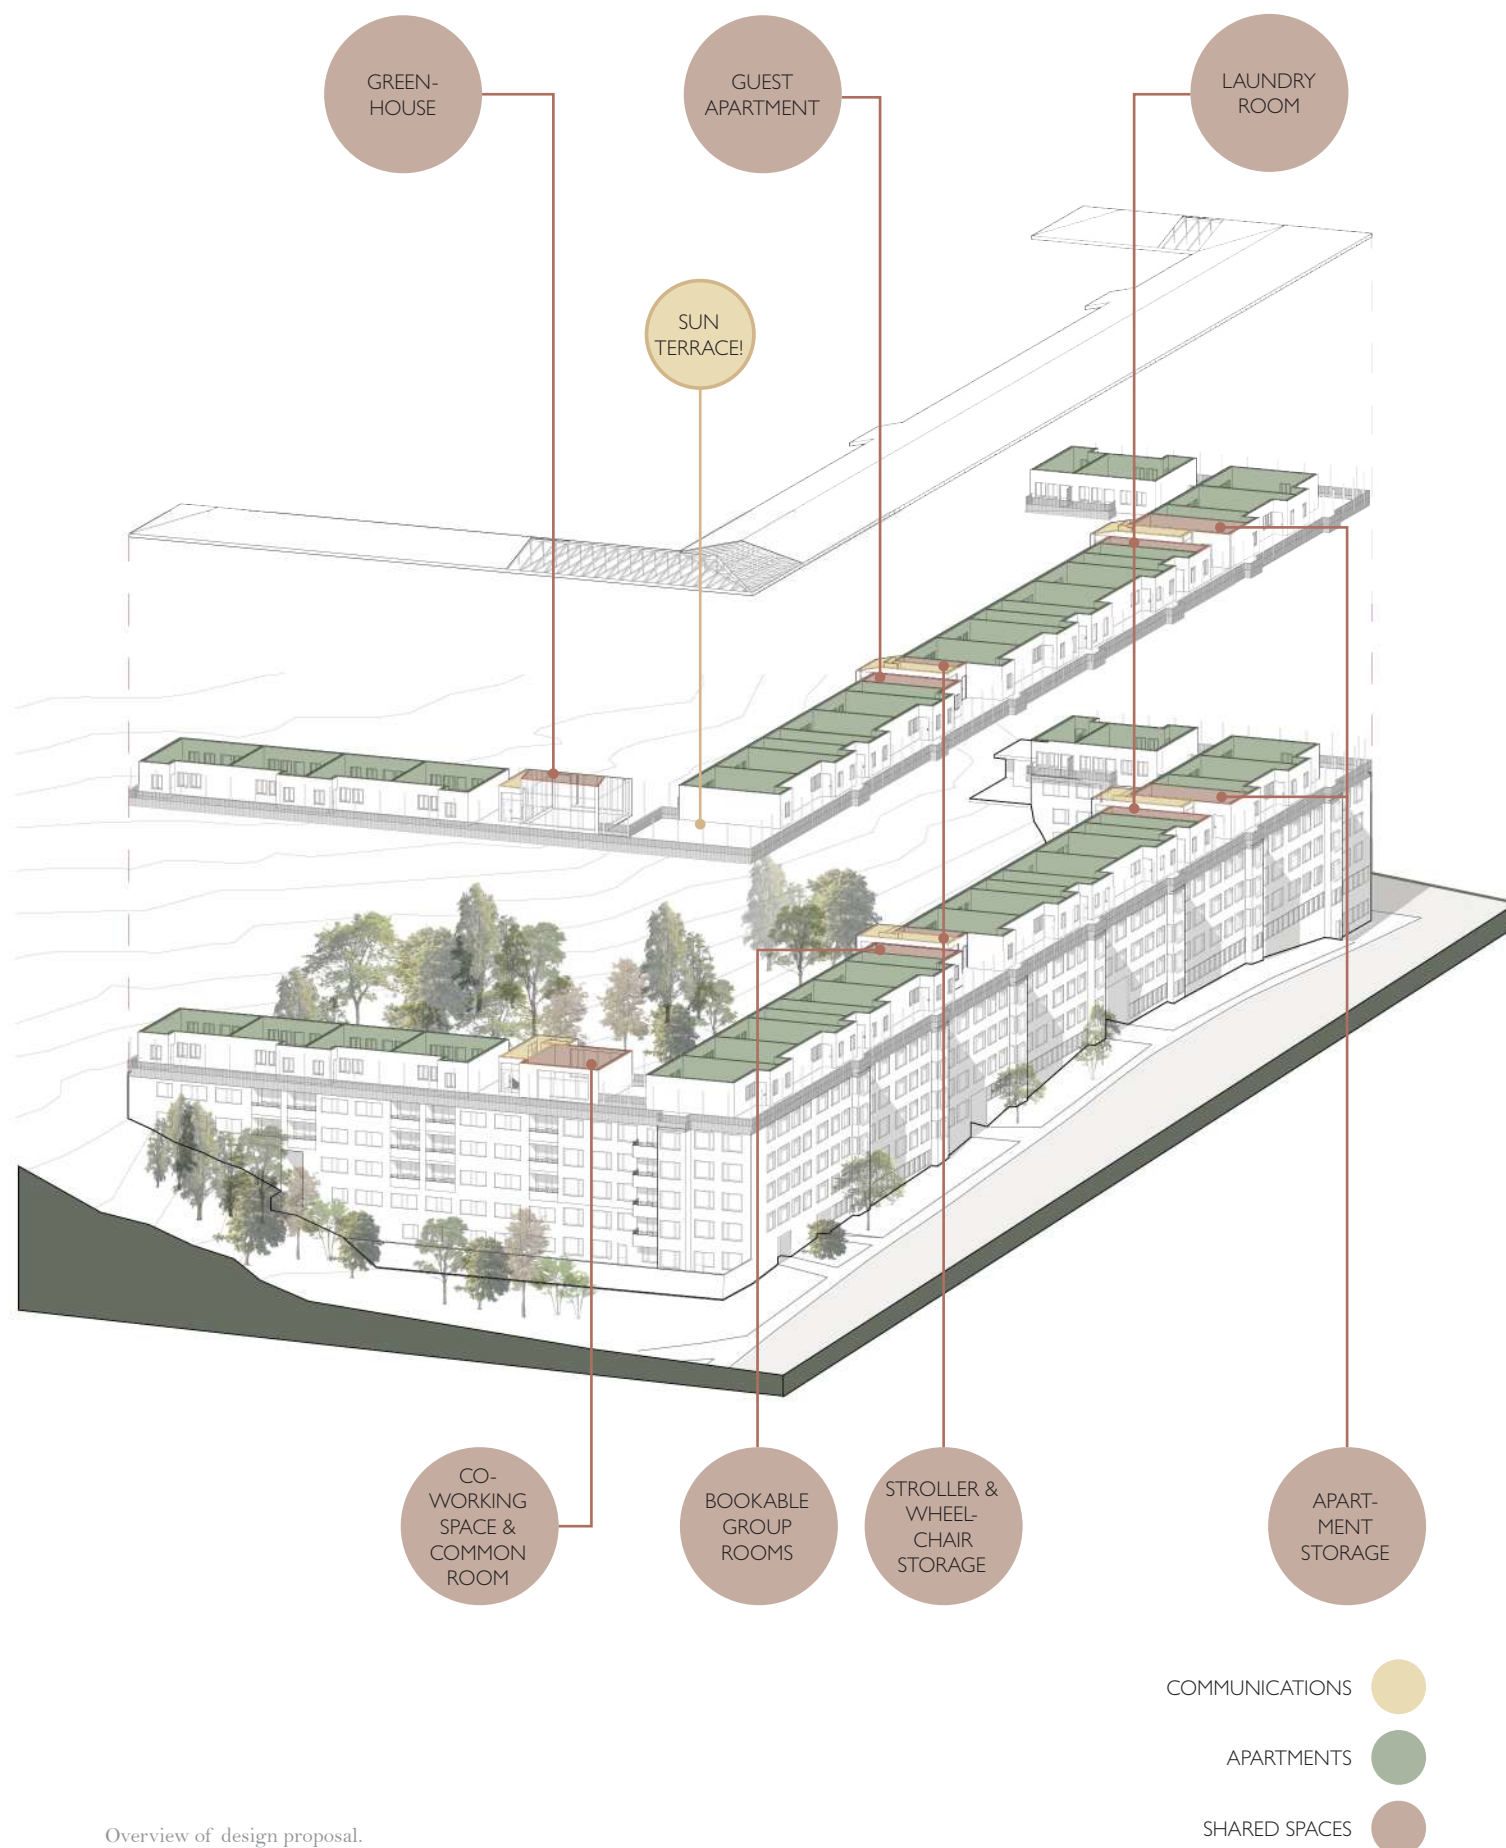 GREEN-
HOUSE
GUEST
APARTMENT
LAUNDRY
ROOM
SUN
TERRACE!
CO-
WORKING
SPACE &
COMMON
ROOM
BOOKABLE
GROUP
ROOMS
STROLLER &
WHEEL-
CHAIR
STORAGE
APART-
MENT
STORAGE
COMMUNICATIONS
APARTMENTS
SHARED SPACES
Overview of design proposal.